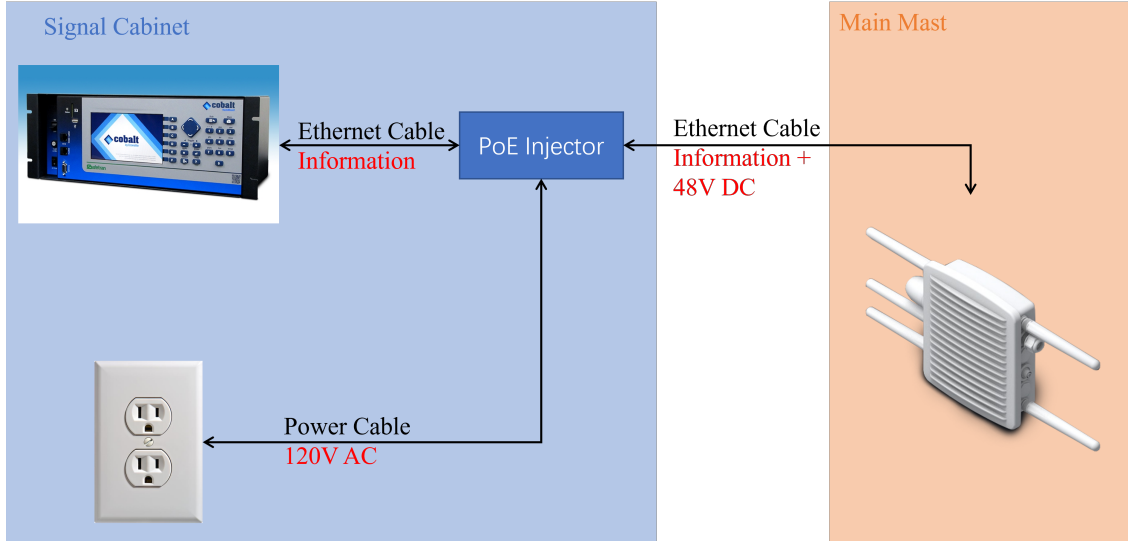 Signal Cabinet
Main Mast
cobalt
cobalt
Ethernet Cable
Information
PoE Injector
Ethernet Cable
Information +
48V DC
Power Cable
120V AC